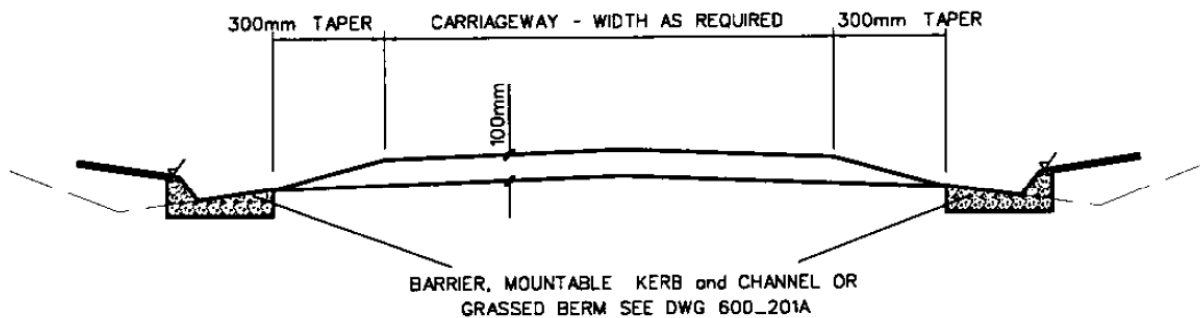 300mm TAPER
CARRIAGEWAY - WIDTH AS REQUIRED
300mm TAPER
100mm
BARRIER, MOUNTABLE KERB and CHANNEL OR
GRASSED BERM SEE DWG 600_201A